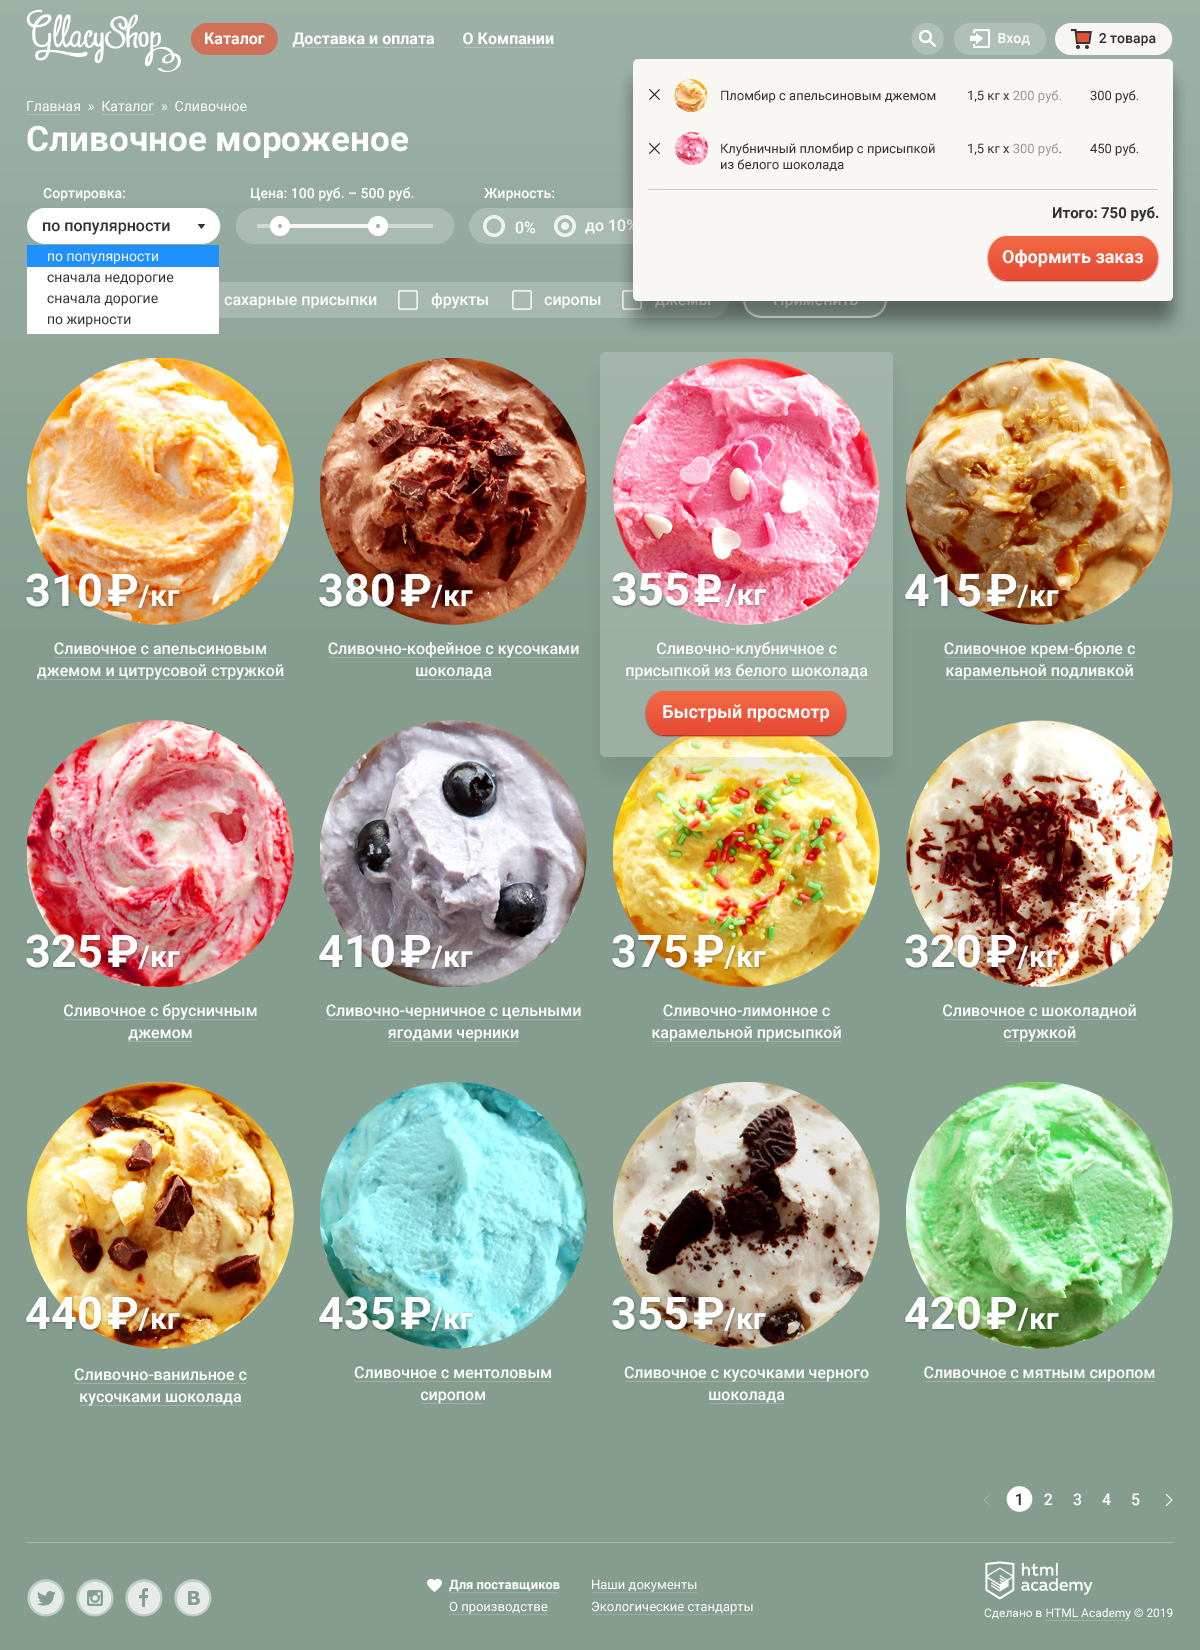 Gllacy Shop
Каталог
Доставка и оплата
О Компании
Вход
2 товара
Пломбир с апельсиновым джемом
1,5 кг х 200 руб.
300 руб.
Клубничный пломбир с присыпкой
из белого шоколада
1,5 кг х 300 руб.
450 руб.
Итого: 750 руб.
Оформить заказ
Главная » Каталог » Сливочное
Сливочное мороженое
Сортировка:
Цена: 100 руб. – 500 руб.
Жирность:
по популярности
0%
до 10%
по популярности
сначала недорогие
сначала дорогие
по жирности
сахарные присыпки
фрукты
сиропы
джемы
Применить
310 ₽/кг
380 ₽/кг
355 ₽/кг
415 ₽/кг
Сливочное с апельсиновым
джемом и цитрусовой стружкой
Сливочно-кофейное с кусочками
шоколада
Сливочно-клубничное с
присыпкой из белого шоколада
Быстрый просмотр
Сливочное крем-брюле с
карамельной подливкой
325 ₽/кг
410 ₽/кг
375 ₽/кг
320 ₽/кг
Сливочное с брусничным
джемом
Сливочно-черничное с цельными
ягодами черники
Сливочно-лимонное с
карамельной присыпкой
Сливочное с шоколадной
стружкой
440 ₽/кг
435 ₽/кг
355 ₽/кг
420 ₽/кг
Сливочно-ванильное с
кусочками шоколада
Сливочное с ментоловым
сиропом
Сливочное с кусочками черного
шоколада
Сливочное с мятным сиропом
1 2 3 4 5
Для поставщиков
О производстве
Наши документы
Экологические стандарты
html
academy
Сделано в HTML Academy © 2019